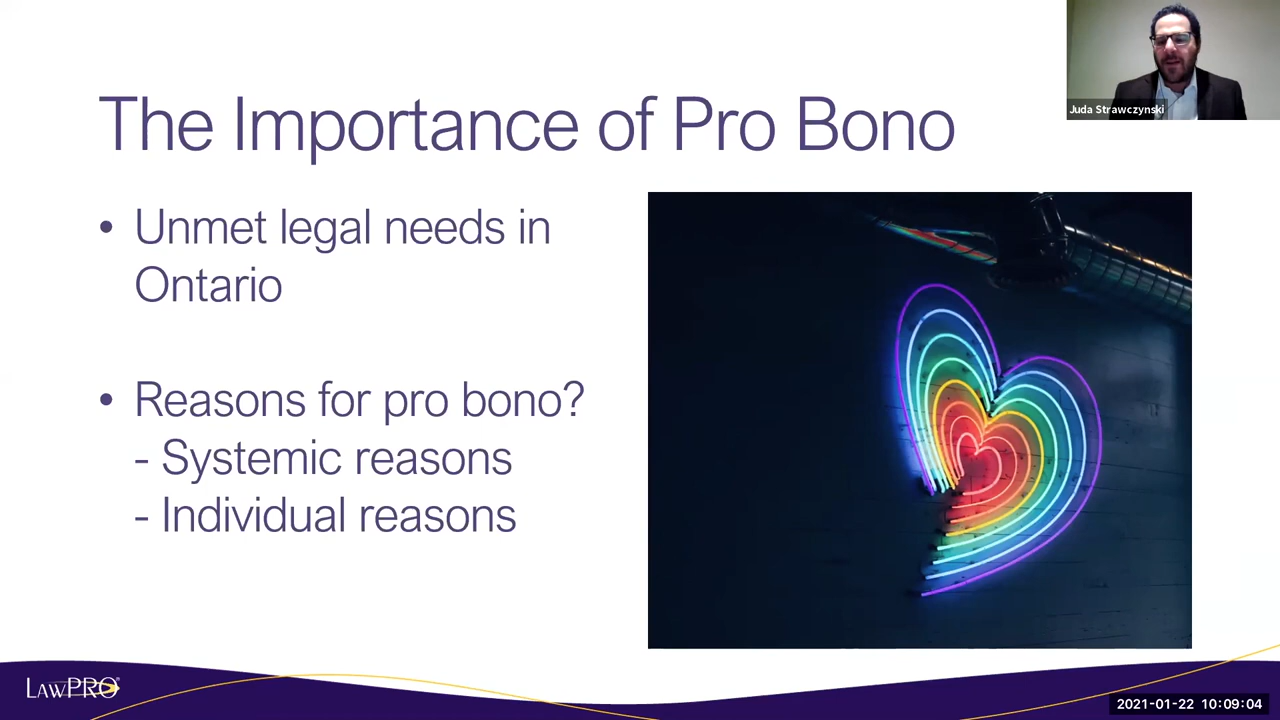 Juda Strawczynski
The Importance of Pro Bono
• Unmet legal needs in
Ontario
• Reasons for pro bono?
- Systemic reasons
- Individual reasons
LAWPRO®
2021-01-22 10:09:04